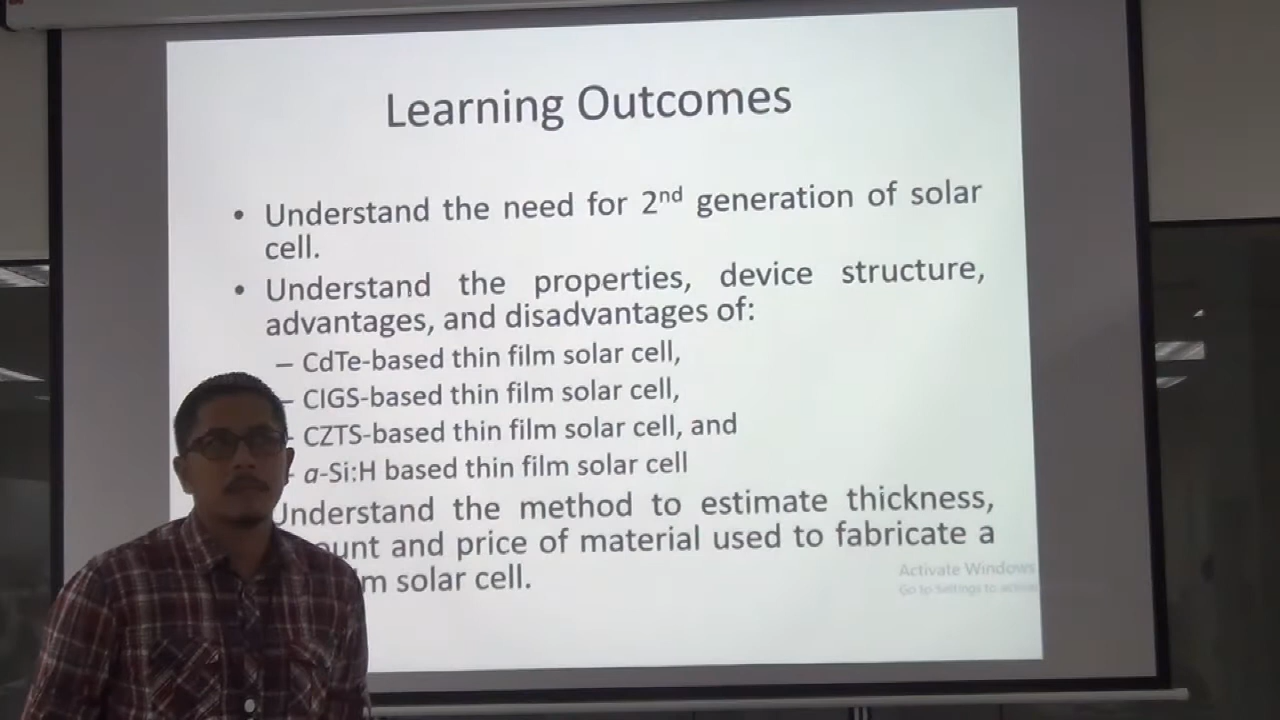 Learning Outcomes
• Understand the need for 2nd generation of solar
cell.
• Understand the properties, device structure,
advantages, and disadvantages of:
– CdTe-based thin film solar cell,
– CIGS-based thin film solar cell,
- CZTS-based thin film solar cell, and
- a-Si:H based thin film solar cell
Understand the method to estimate thickness,
and price of material used to fabricate a
solar cell.
Activate Windows
Go to Settings to